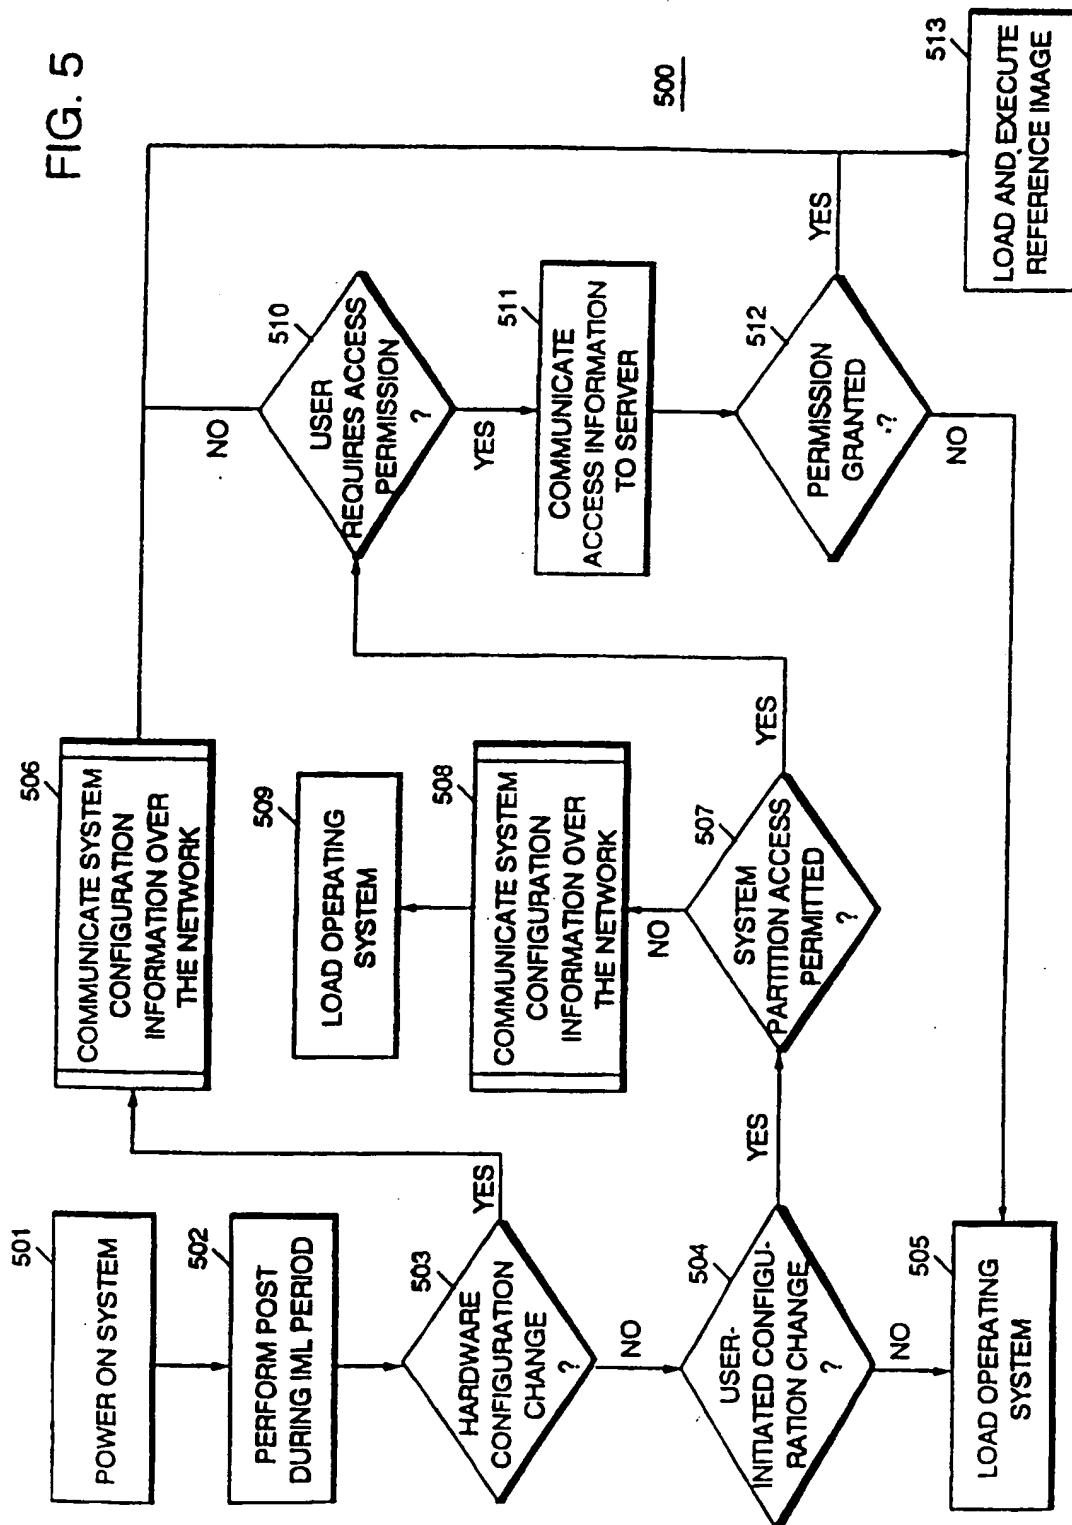 FIG. 5
500
501
POWER ON SYSTEM
502
PERFORM POST
DURING IML PERIOD
503
HARDWARE
CONFIGURATION
CHANGE
?
YES
NO
504
USER-
INITIATED CONFIGU-
RATION CHANGE
?
YES
NO
505
LOAD OPERATING
SYSTEM
506
COMMUNICATE SYSTEM
CONFIGURATION
INFORMATION OVER
THE NETWORK
507
SYSTEM
PARTITION ACCESS
PERMITTED
?
YES
NO
508
COMMUNICATE SYSTEM
CONFIGURATION
INFORMATION OVER
THE NETWORK
509
LOAD OPERATING
SYSTEM
510
USER
REQUIRES ACCESS
PERMISSION
?
NO
YES
511
COMMUNICATE
ACCESS INFORMATION
TO SERVER
512
PERMISSION
GRANTED
?
YES
NO
513
LOAD AND EXECUTE
REFERENCE IMAGE